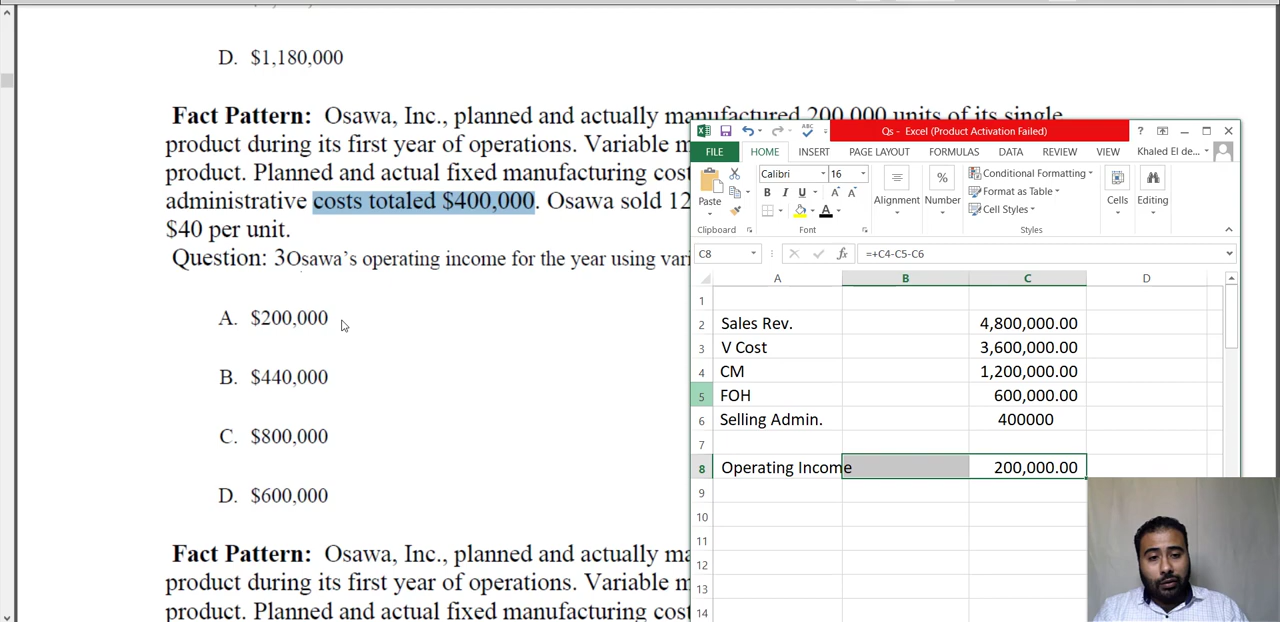 D. $1,180,000
Fact Pattern: Osawa, Inc., planned and actually manufactured 200,000 units of its single
product during its first year of operations. Variable m
product. Planned and actual fixed manufacturing cost
administrative costs totaled $400,000. Osawa sold 12
$40 per unit.
Question: 3Osawa's operating income for the year using vari
A. $200,000
B. $440,000
C. $800,000
D. $600,000
Fact Pattern: Osawa, Inc., planned and actually ma
product during its first year of operations. Variable m
product. Planned and actual fixed manufacturing cost
Qs - Excel (Product Activation Failed)
FILE HOME INSERT PAGE LAYOUT FORMULAS DATA REVIEW VIEW Khaled El de...
Calibri 16
Conditional Formatting
Format as Table
Cell Styles
Paste
B I U
Alignment Number
Cells Editing
Clipboard Font Styles
C8 =+C4-C5-C6
A B C D
1
2 Sales Rev. 4,800,000.00
3 V Cost 3,600,000.00
4 CM 1,200,000.00
5 FOH 600,000.00
6 Selling Admin. 400000
7
8 Operating Income 200,000.00
9
10
11
12
13
14